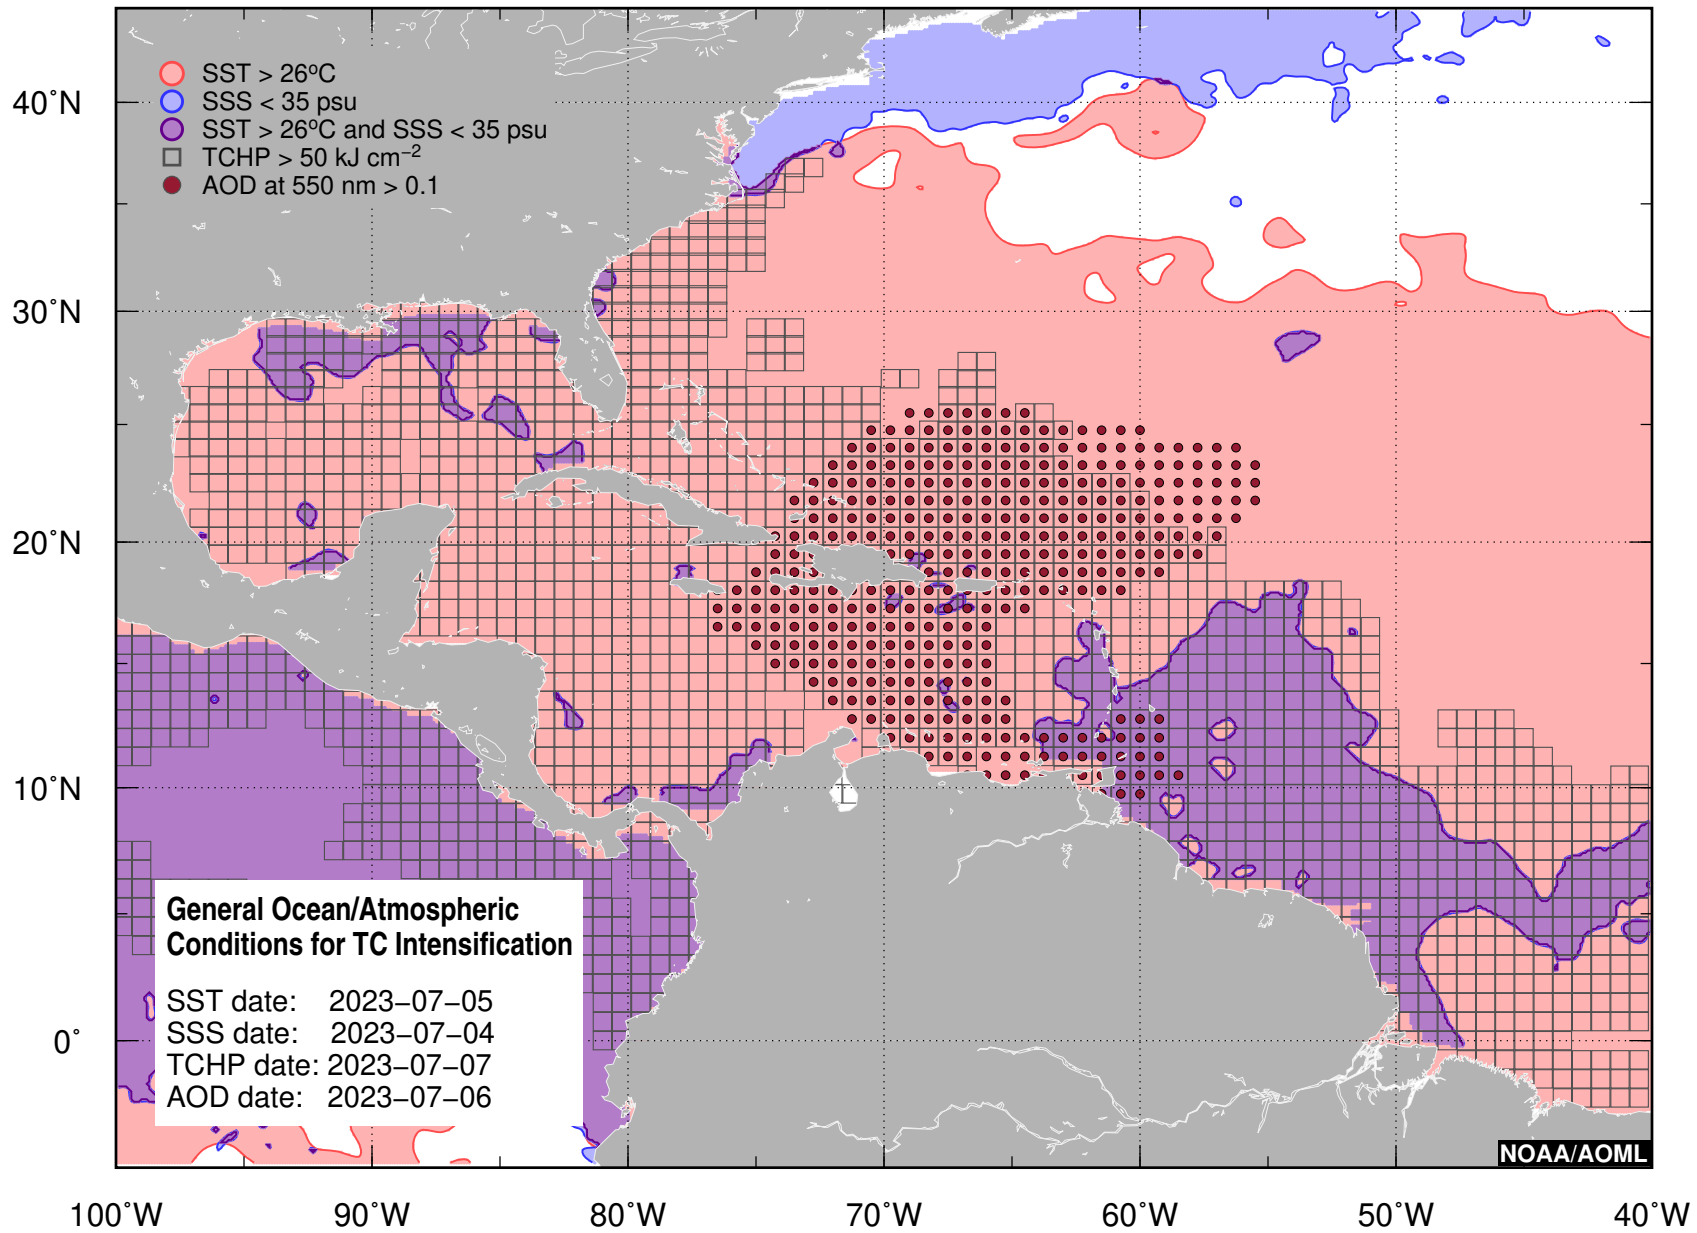 SST > 26ºC
SSS < 35 psu
SST > 26ºC and SSS < 35 psu
TCHP > 50 kJ cm⁻²
AOD at 550 nm > 0.1
40˚N
30˚N
20˚N
10˚N
0˚
General Ocean/Atmospheric
Conditions for TC Intensification
SST date: 2023−07−05
SSS date: 2023−07−04
TCHP date: 2023−07−07
AOD date: 2023−07−06
NOAA/AOML
100˚W 90˚W 80˚W 70˚W 60˚W 50˚W 40˚W